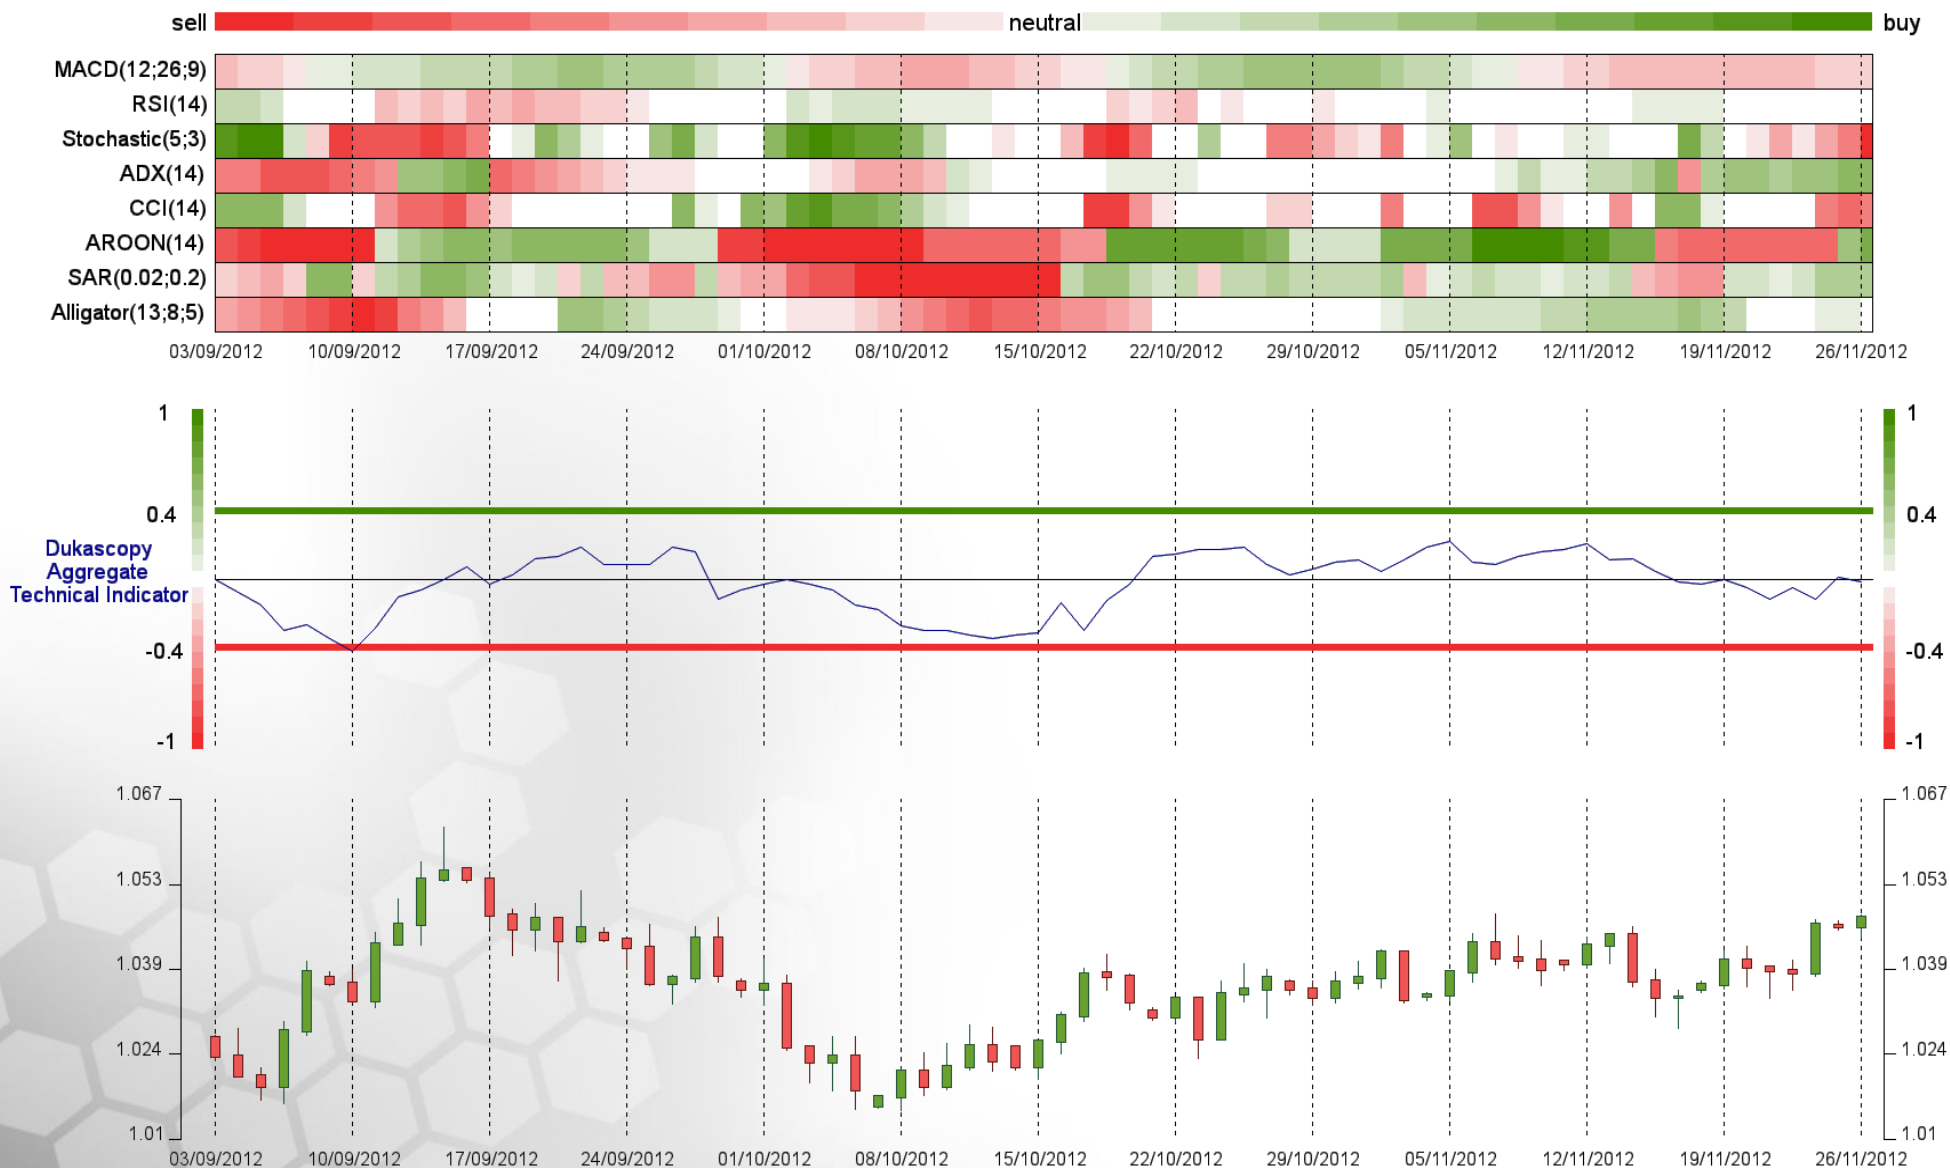 sell neutral buy
MACD(12;26;9)
RSI(14)
Stochastic(5;3)
ADX(14)
CCI(14)
AROON(14)
SAR(0.02;0.2)
Alligator(13;8;5)
03/09/2012 10/09/2012 17/09/2012 24/09/2012 01/10/2012 08/10/2012 15/10/2012 22/10/2012 29/10/2012 05/11/2012 12/11/2012 19/11/2012 26/11/2012
1 1
0.4 0.4
Dukascopy
Aggregate
Technical Indicator
-0.4 -0.4
-1 -1
1.067 1.067
1.053 1.053
1.039 1.039
1.024 1.024
1.01 1.01
03/09/2012 10/09/2012 17/09/2012 24/09/2012 01/10/2012 08/10/2012 15/10/2012 22/10/2012 29/10/2012 05/11/2012 12/11/2012 19/11/2012 26/11/2012